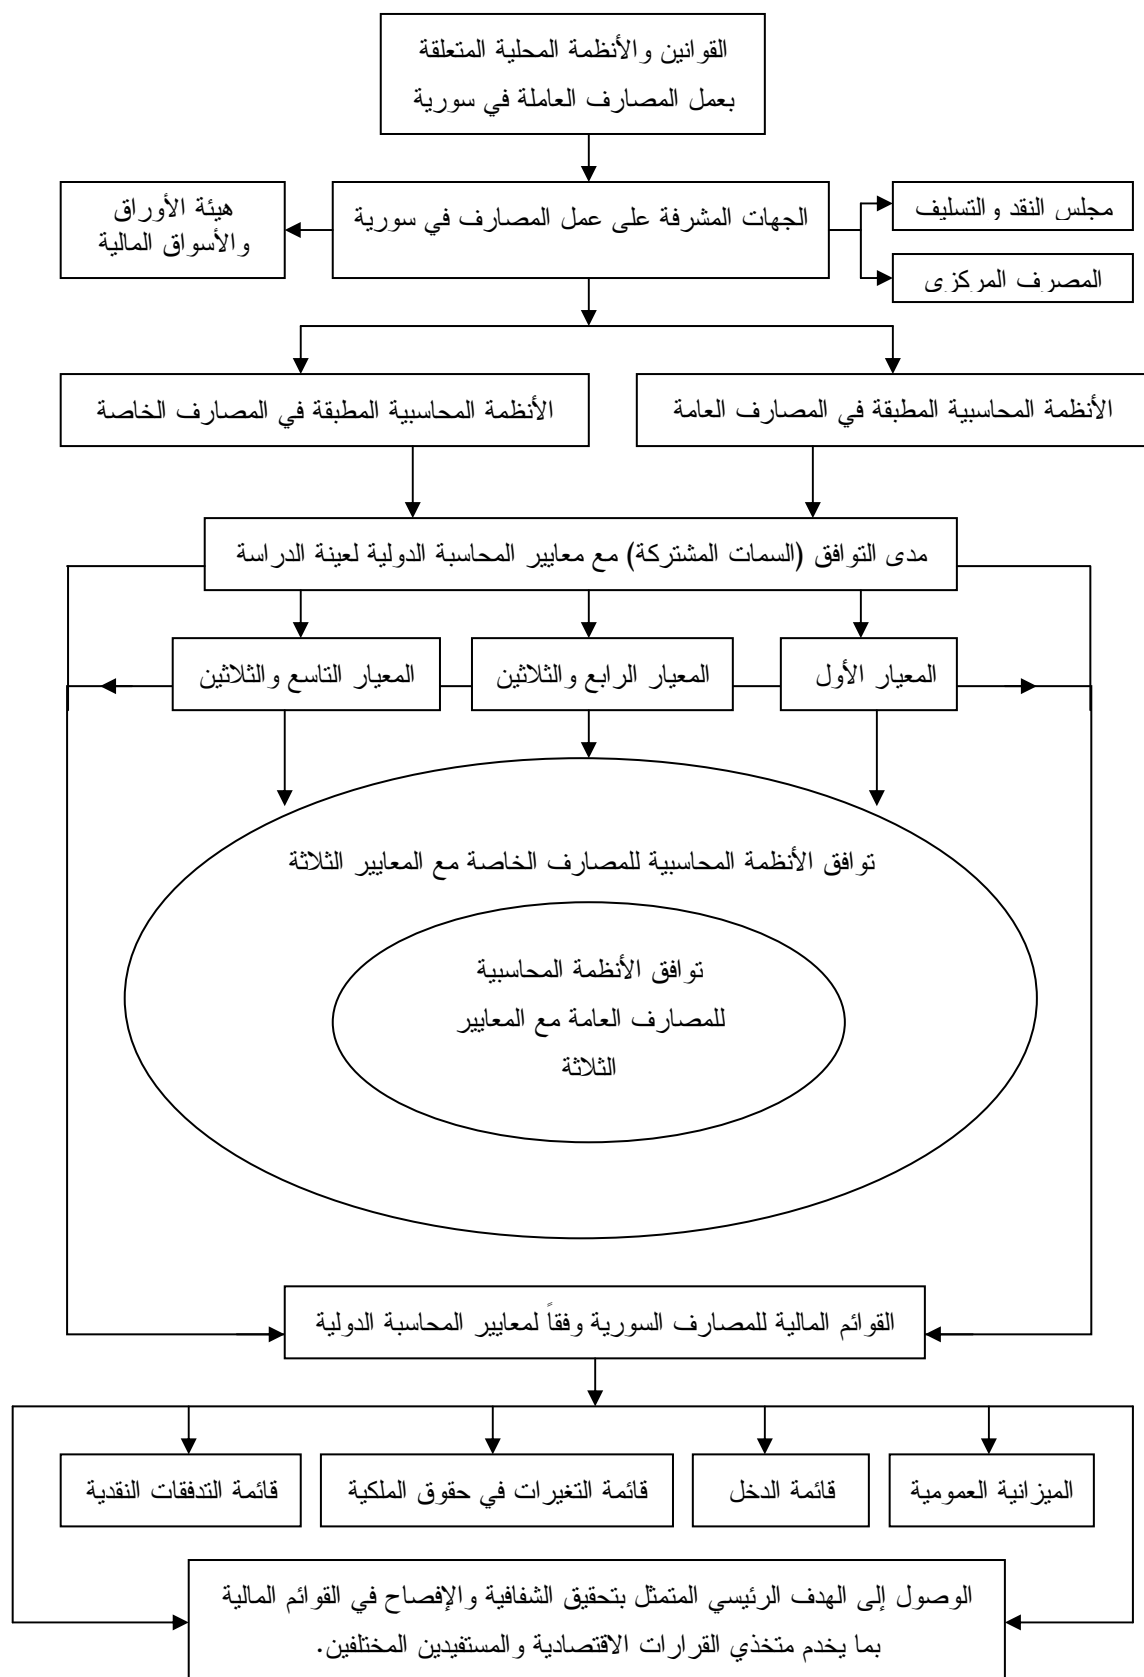 القوانين والأنظمة المحلية المتعلقة
بعمل المصارف العاملة في سورية
مجلس النقد والتسليف
الجهات المشرفة على عمل المصارف في سورية
هيئة الأوراق
والأسواق المالية
المصرف المركزي
الأنظمة المحاسبية المطبقة في المصارف العامة
الأنظمة المحاسبية المطبقة في المصارف الخاصة
مدى التوافق (السمات المشتركة) مع معايير المحاسبة الدولية لعينة الدراسة
المعيار الأول
المعيار الرابع والثلاثين
المعيار التاسع والثلاثين
توافق الأنظمة المحاسبية للمصارف الخاصة مع المعايير الثلاثة
توافق الأنظمة المحاسبية
للمصارف العامة مع المعايير
الثلاثة
القوائم المالية للمصارف السورية وفقاً لمعايير المحاسبة الدولية
الميزانية العمومية
قائمة الدخل
قائمة التغيرات في حقوق الملكية
قائمة التدفقات النقدية
الوصول إلى الهدف الرئيسي المتمثل بتحقيق الشفافية والإفصاح في القوائم المالية
بما يخدم متخذي القرارات الاقتصادية والمستفيدين المختلفين.